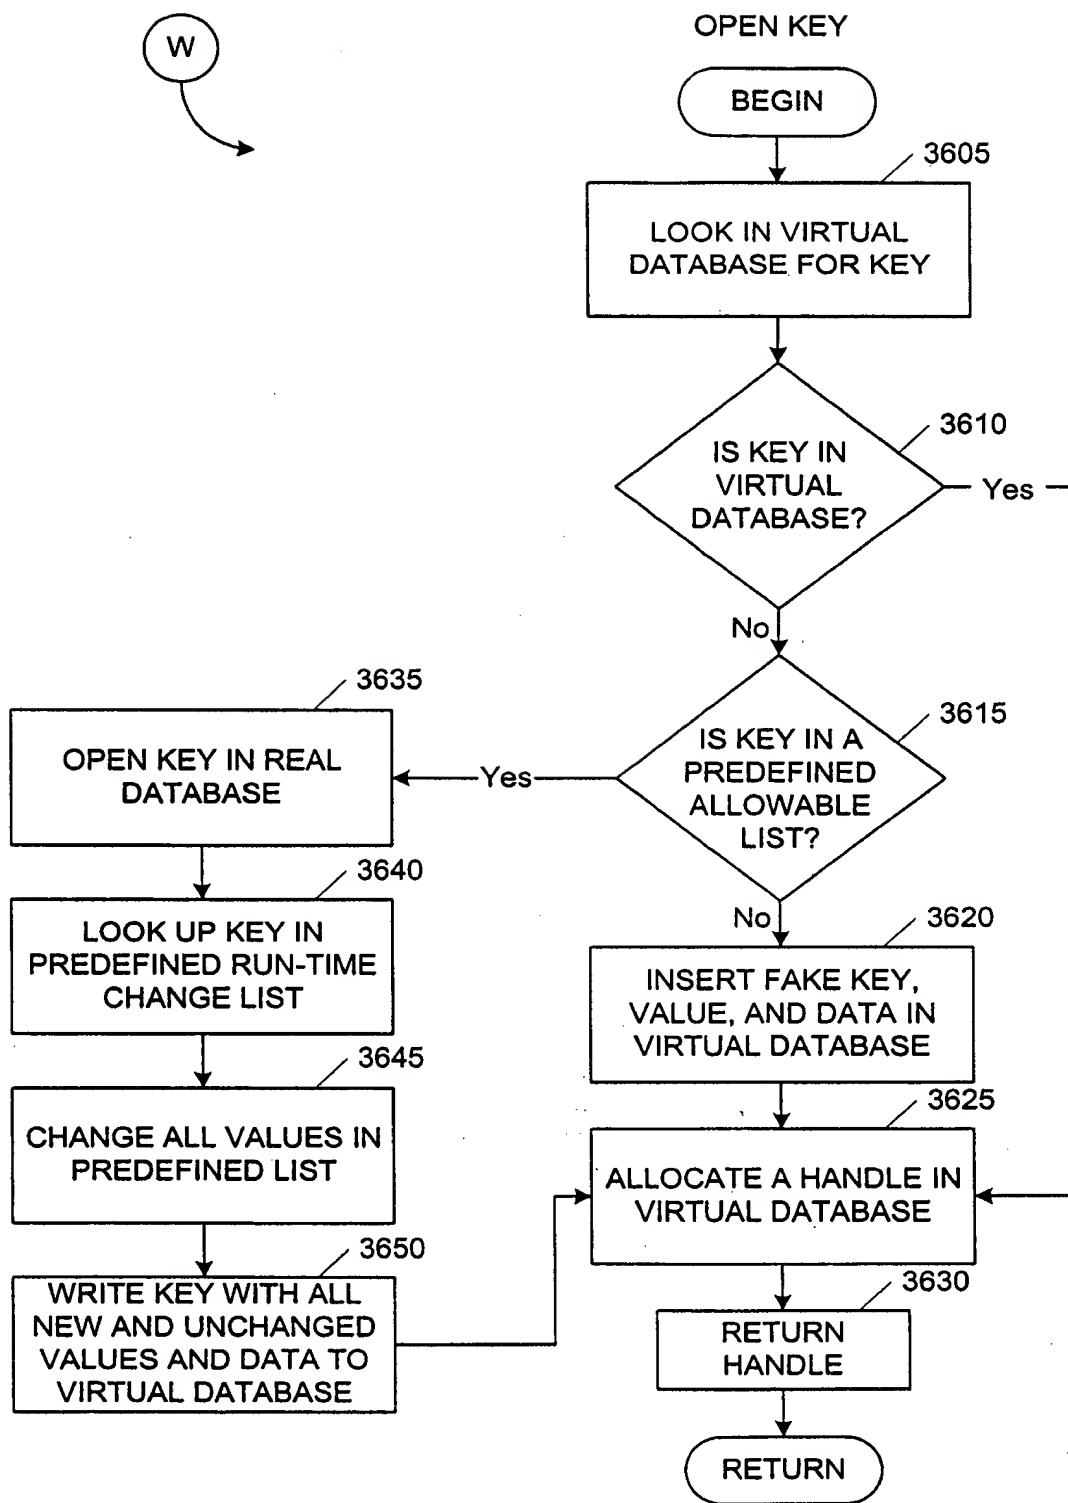 W
OPEN KEY
BEGIN
3605
LOOK IN VIRTUAL
DATABASE FOR KEY
3610
IS KEY IN
VIRTUAL
DATABASE?
Yes
No
3615
IS KEY IN A
PREDEFINED
ALLOWABLE
LIST?
Yes
No
3635
OPEN KEY IN REAL
DATABASE
3640
LOOK UP KEY IN
PREDEFINED RUN-TIME
CHANGE LIST
3645
CHANGE ALL VALUES IN
PREDEFINED LIST
3650
WRITE KEY WITH ALL
NEW AND UNCHANGED
VALUES AND DATA TO
VIRTUAL DATABASE
3620
INSERT FAKE KEY,
VALUE, AND DATA IN
VIRTUAL DATABASE
3625
ALLOCATE A HANDLE IN
VIRTUAL DATABASE
3630
RETURN
HANDLE
RETURN